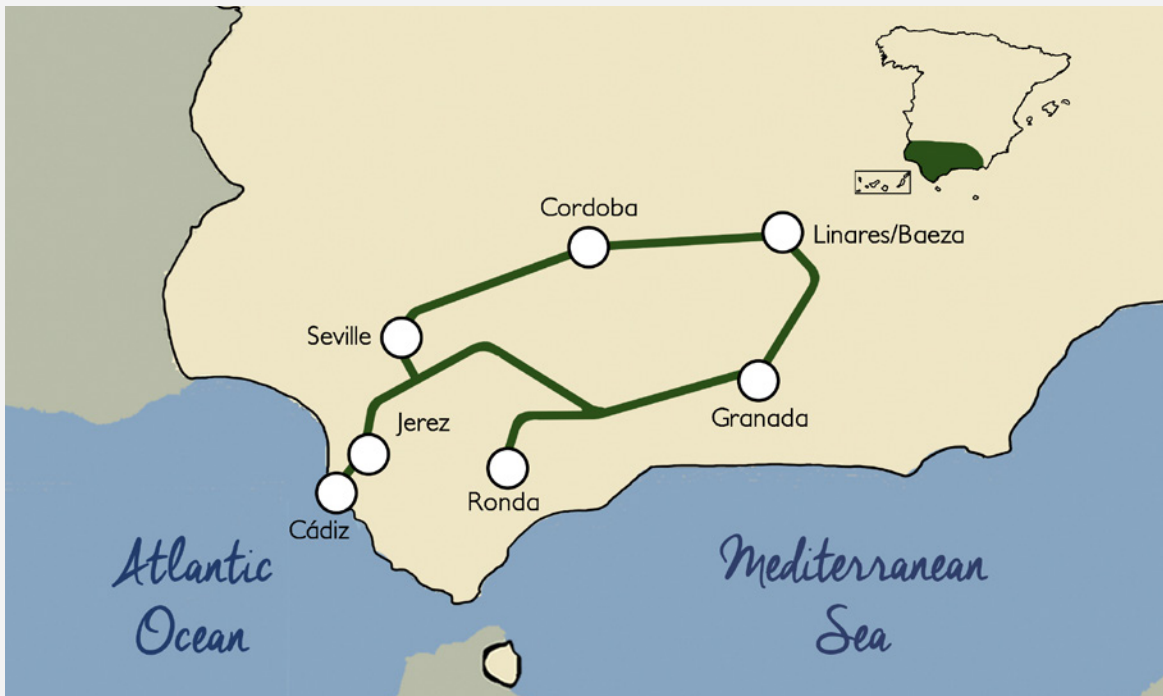 Cordoba
Linares/Baeza
Seville
Jerez
Granada
Ronda
Cádiz
Atlantic
Ocean
Mediterranean
Sea